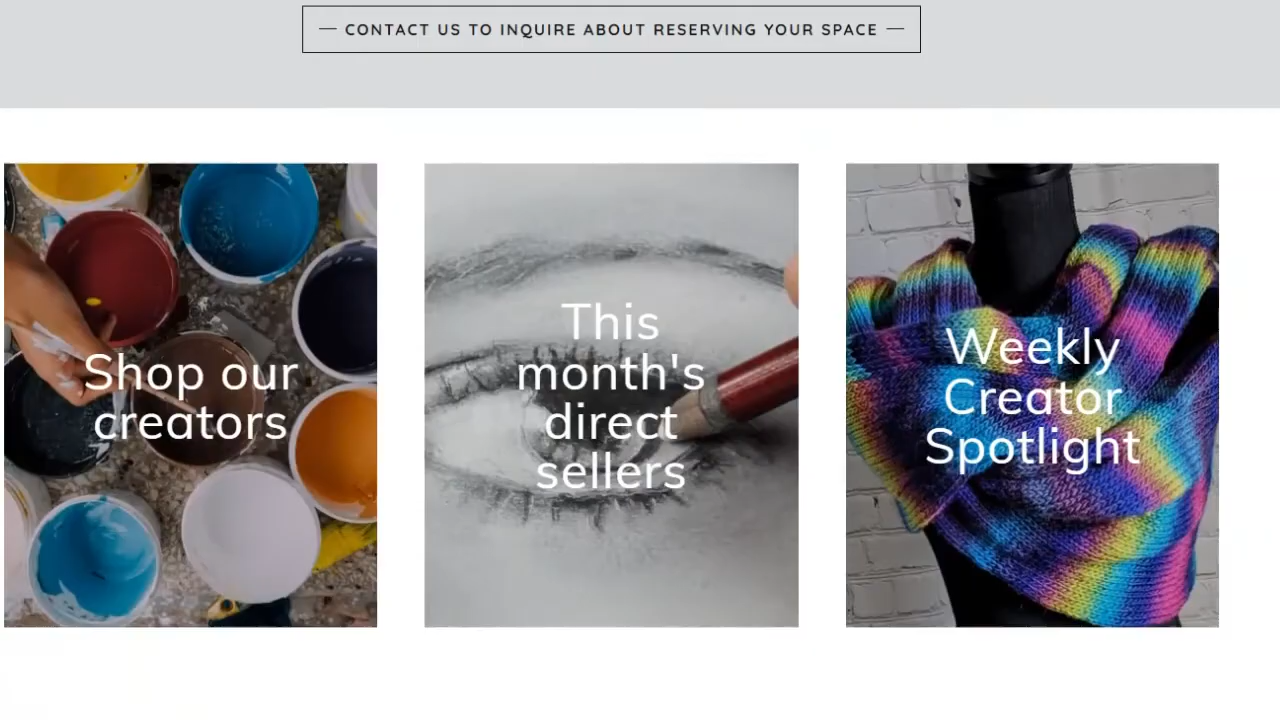 — CONTACT US TO INQUIRE ABOUT RESERVING YOUR SPACE —
Shop our
creators
This
month's
direct
sellers
Weekly
Creator
Spotlight